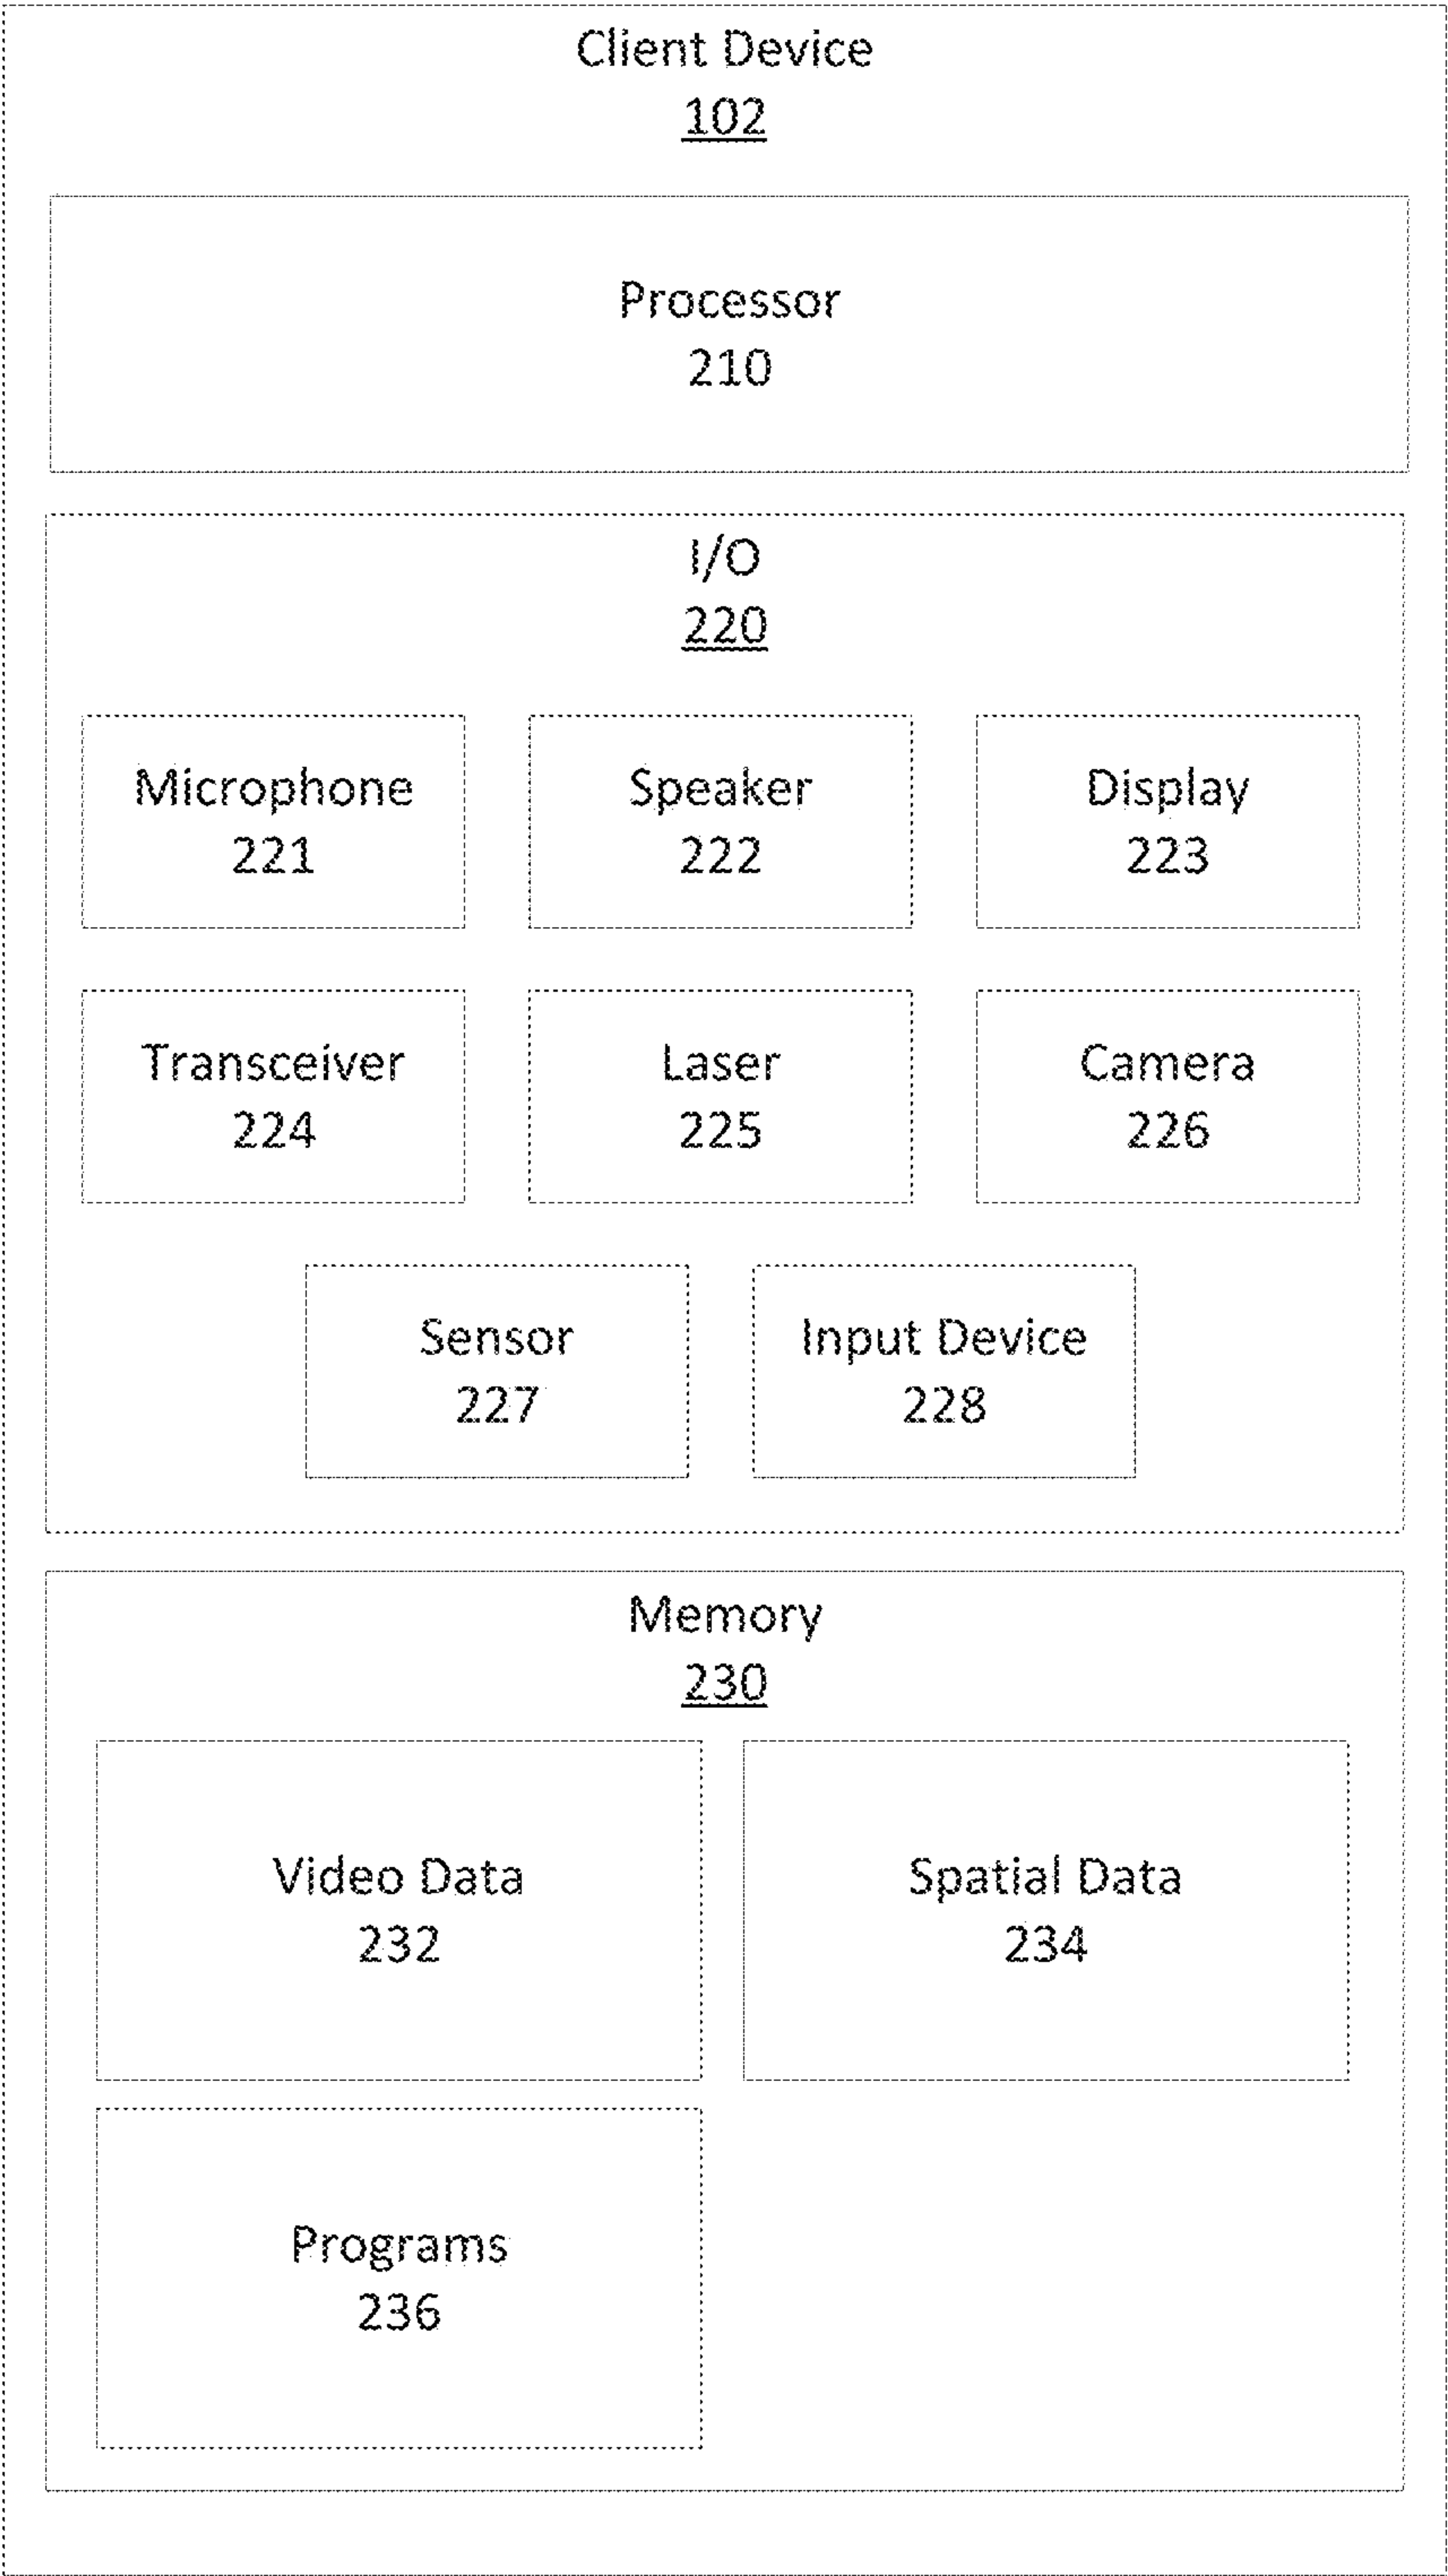 Client Device
102
Processor
210
I/O
220
Microphone
221
Speaker
222
Display
223
Transceiver
224
Laser
225
Camera
226
Sensor
227
Input Device
228
Memory
230
Video Data
232
Spatial Data
234
Programs
236